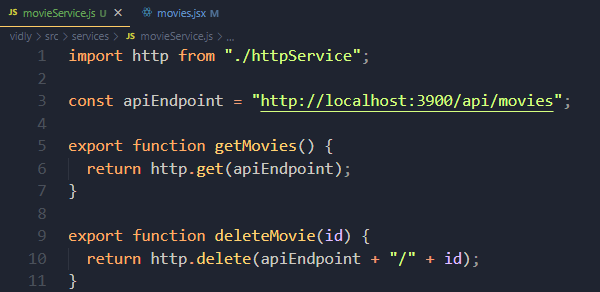 JS movieService.js U × movies.jsx M
vidly > src > services > JS movieService.js > ...
1 import http from "./httpService";
2
3 const apiEndpoint = "http://localhost:3900/api/movies";
4
5 export function getMovies() {
6 return http.get(apiEndpoint);
7 }
8
9 export function deleteMovie(id) {
10 return http.delete(apiEndpoint + "/" + id);
11 }